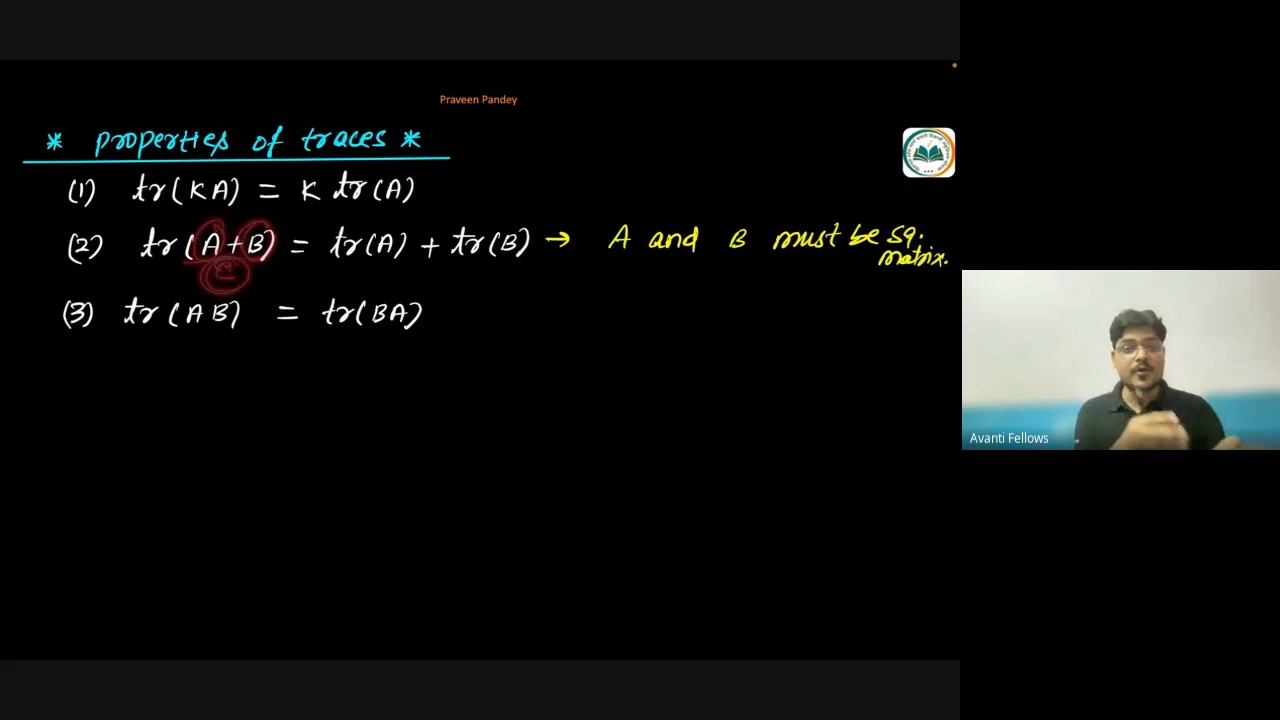 Praveen Pandey
* properties of traces *
(1) tr(KA) = K tr(A)
(2) tr(A+B) = tr(A) + tr(B) → A and B must be sq. matrix.
(3) tr(AB) = tr(BA)
Avanti Fellows